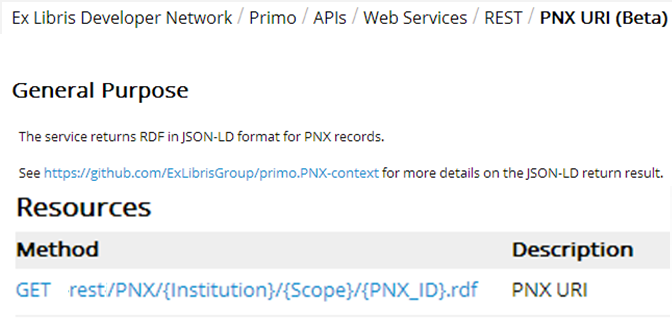 Ex Libris Developer Network / Primo / APIs / Web Services / REST / PNX URI (Beta)
General Purpose
The service returns RDF in JSON-LD format for PNX records.
See https://github.com/ExLibrisGroup/primo.PNX-context for more details on the JSON-LD return result.
Resources
Method Description
GET rest/PNX/{Institution}/{Scope}/{PNX_ID}.rdf PNX URI